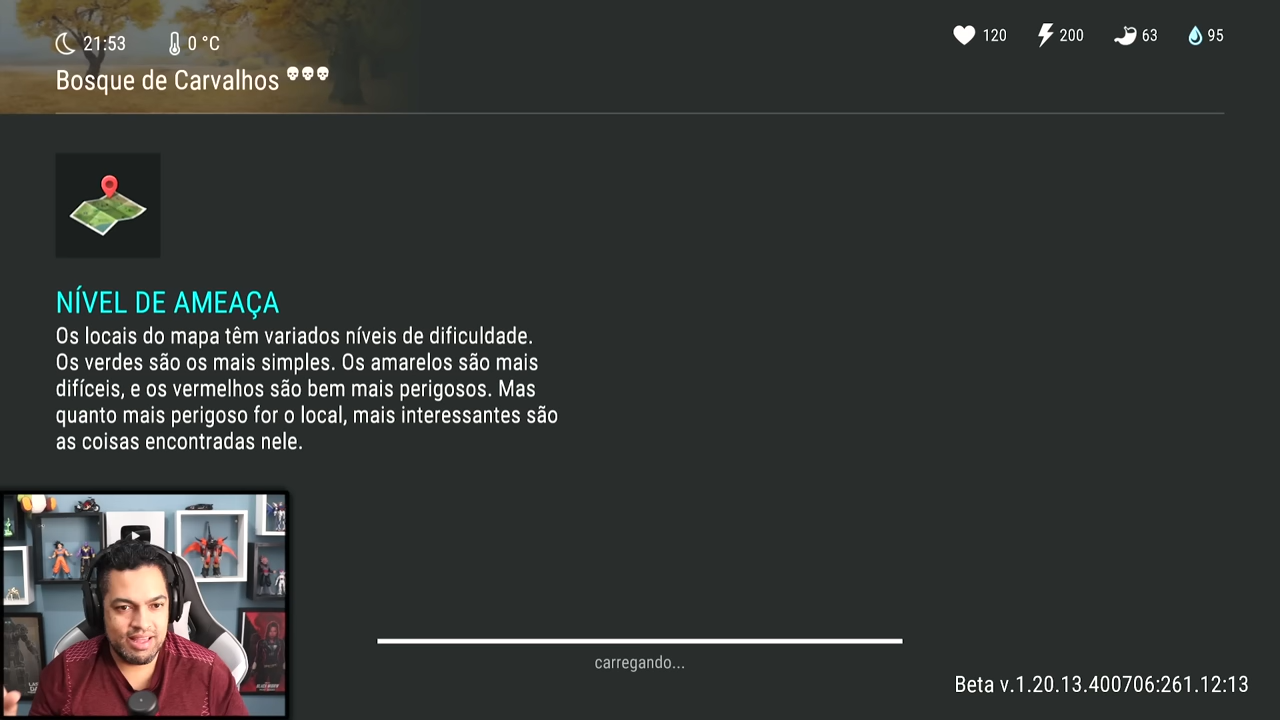 21:53
0 °C
120
200
63
95
Bosque de Carvalhos
NÍVEL DE AMEAÇA
Os locais do mapa têm variados níveis de dificuldade.
Os verdes são os mais simples. Os amarelos são mais
difíceis, e os vermelhos são bem mais perigosos. Mas
quanto mais perigoso for o local, mais interessantes são
as coisas encontradas nele.
carregando...
Beta v.1.20.13.400706:261.12:13